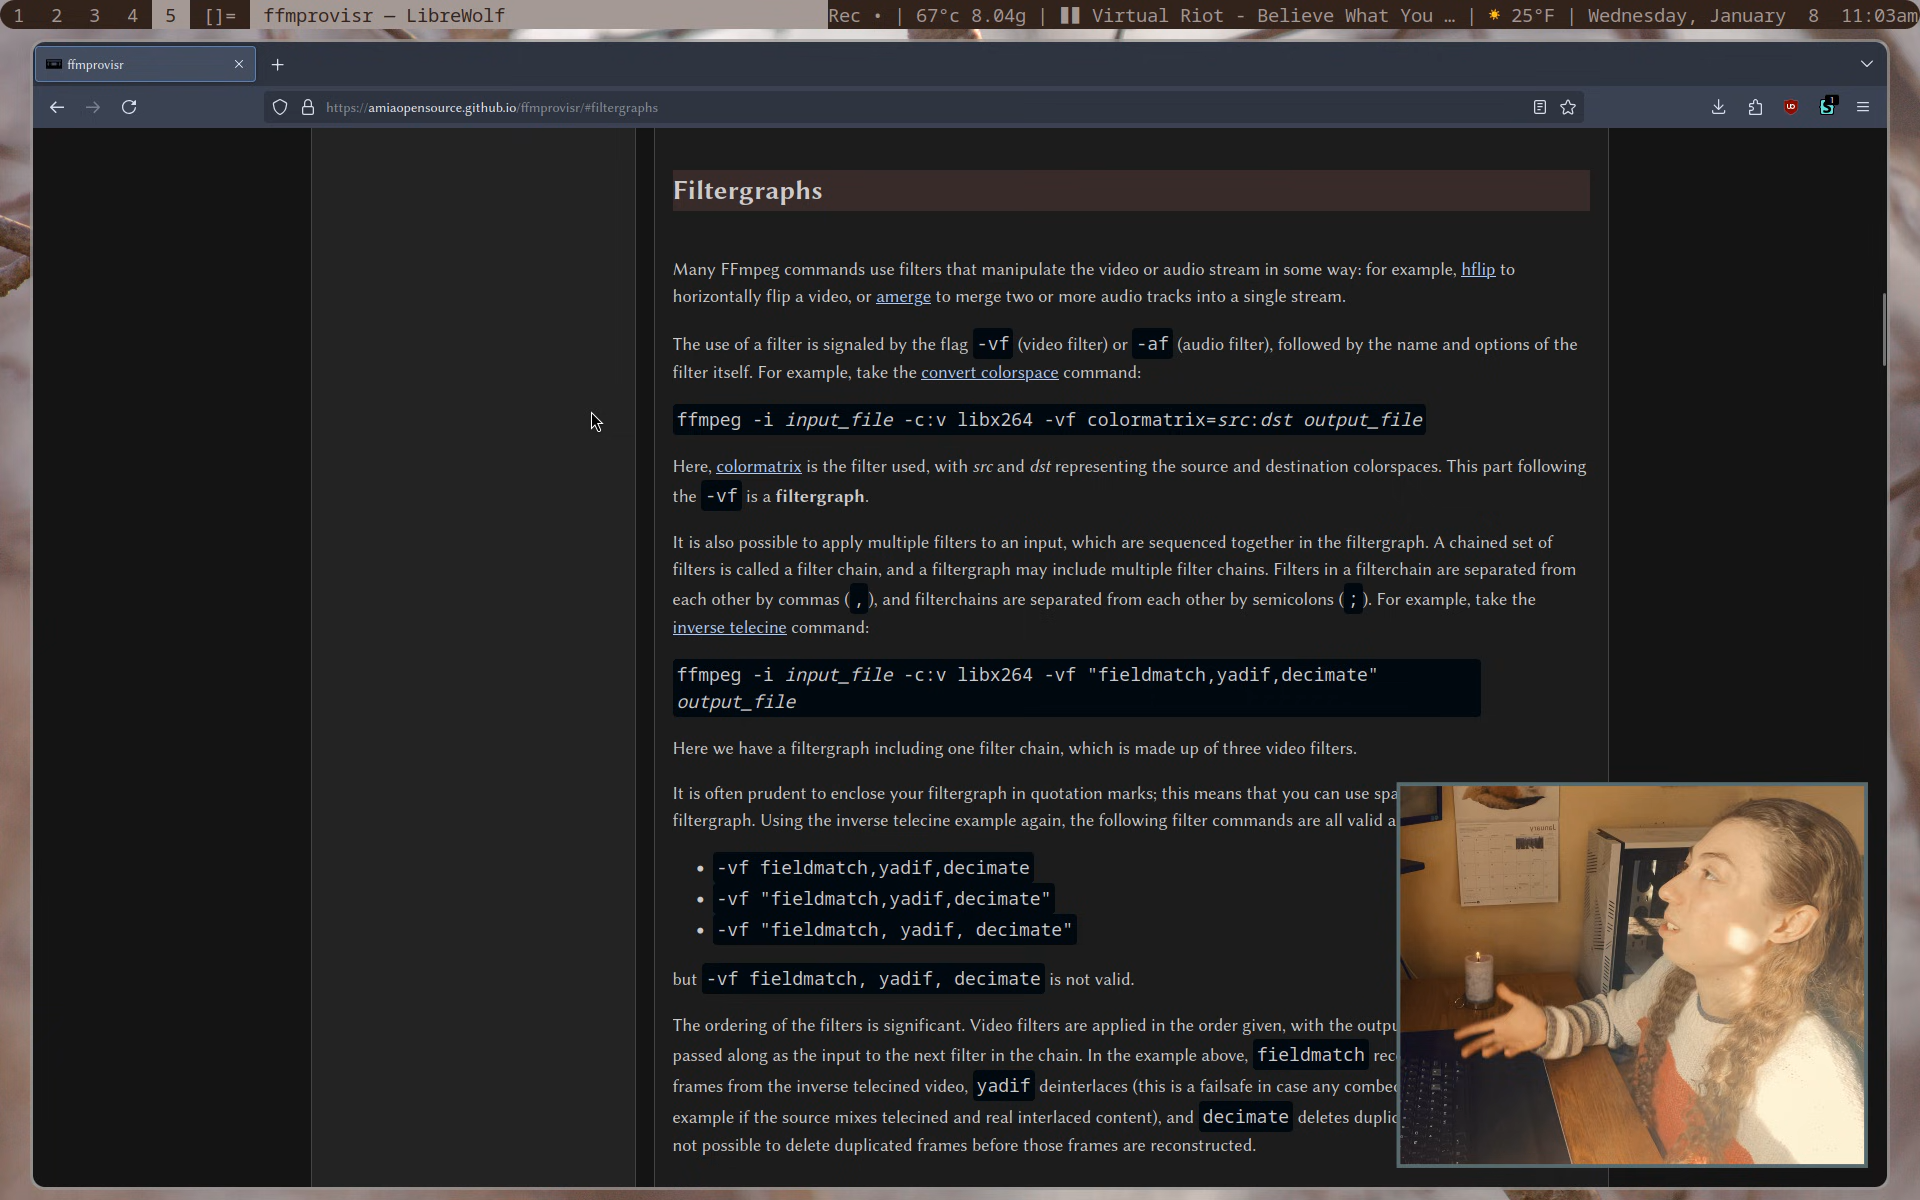 1 2 3 4 5 []= ffmprovisr — LibreWolf Rec • | 67°c 8.04g | ▮▮ Virtual Riot - Believe What You … | ☀ 25°F | Wednesday, January 8 11:03am
ffmprovisr
https://amiaopensource.github.io/ffmprovisr/#filtergraphs
Filtergraphs
Many FFmpeg commands use filters that manipulate the video or audio stream in some way: for example, hflip to
horizontally flip a video, or amerge to merge two or more audio tracks into a single stream.
The use of a filter is signaled by the flag -vf (video filter) or -af (audio filter), followed by the name and options of the
filter itself. For example, take the convert colorspace command:
ffmpeg -i input_file -c:v libx264 -vf colormatrix=src:dst output_file
Here, colormatrix is the filter used, with src and dst representing the source and destination colorspaces. This part following
the -vf is a filtergraph.
It is also possible to apply multiple filters to an input, which are sequenced together in the filtergraph. A chained set of
filters is called a filter chain, and a filtergraph may include multiple filter chains. Filters in a filterchain are separated from
each other by commas ( , ), and filterchains are separated from each other by semicolons ( ; ). For example, take the
inverse telecine command:
ffmpeg -i input_file -c:v libx264 -vf "fieldmatch,yadif,decimate"
output_file
Here we have a filtergraph including one filter chain, which is made up of three video filters.
It is often prudent to enclose your filtergraph in quotation marks; this means that you can use spa
filtergraph. Using the inverse telecine example again, the following filter commands are all valid a
• -vf fieldmatch,yadif,decimate
• -vf "fieldmatch,yadif,decimate"
• -vf "fieldmatch, yadif, decimate"
but -vf fieldmatch, yadif, decimate is not valid.
The ordering of the filters is significant. Video filters are applied in the order given, with the outpu
passed along as the input to the next filter in the chain. In the example above, fieldmatch rec
frames from the inverse telecined video, yadif deinterlaces (this is a failsafe in case any combe
example if the source mixes telecined and real interlaced content), and decimate deletes duplic
not possible to delete duplicated frames before those frames are reconstructed.